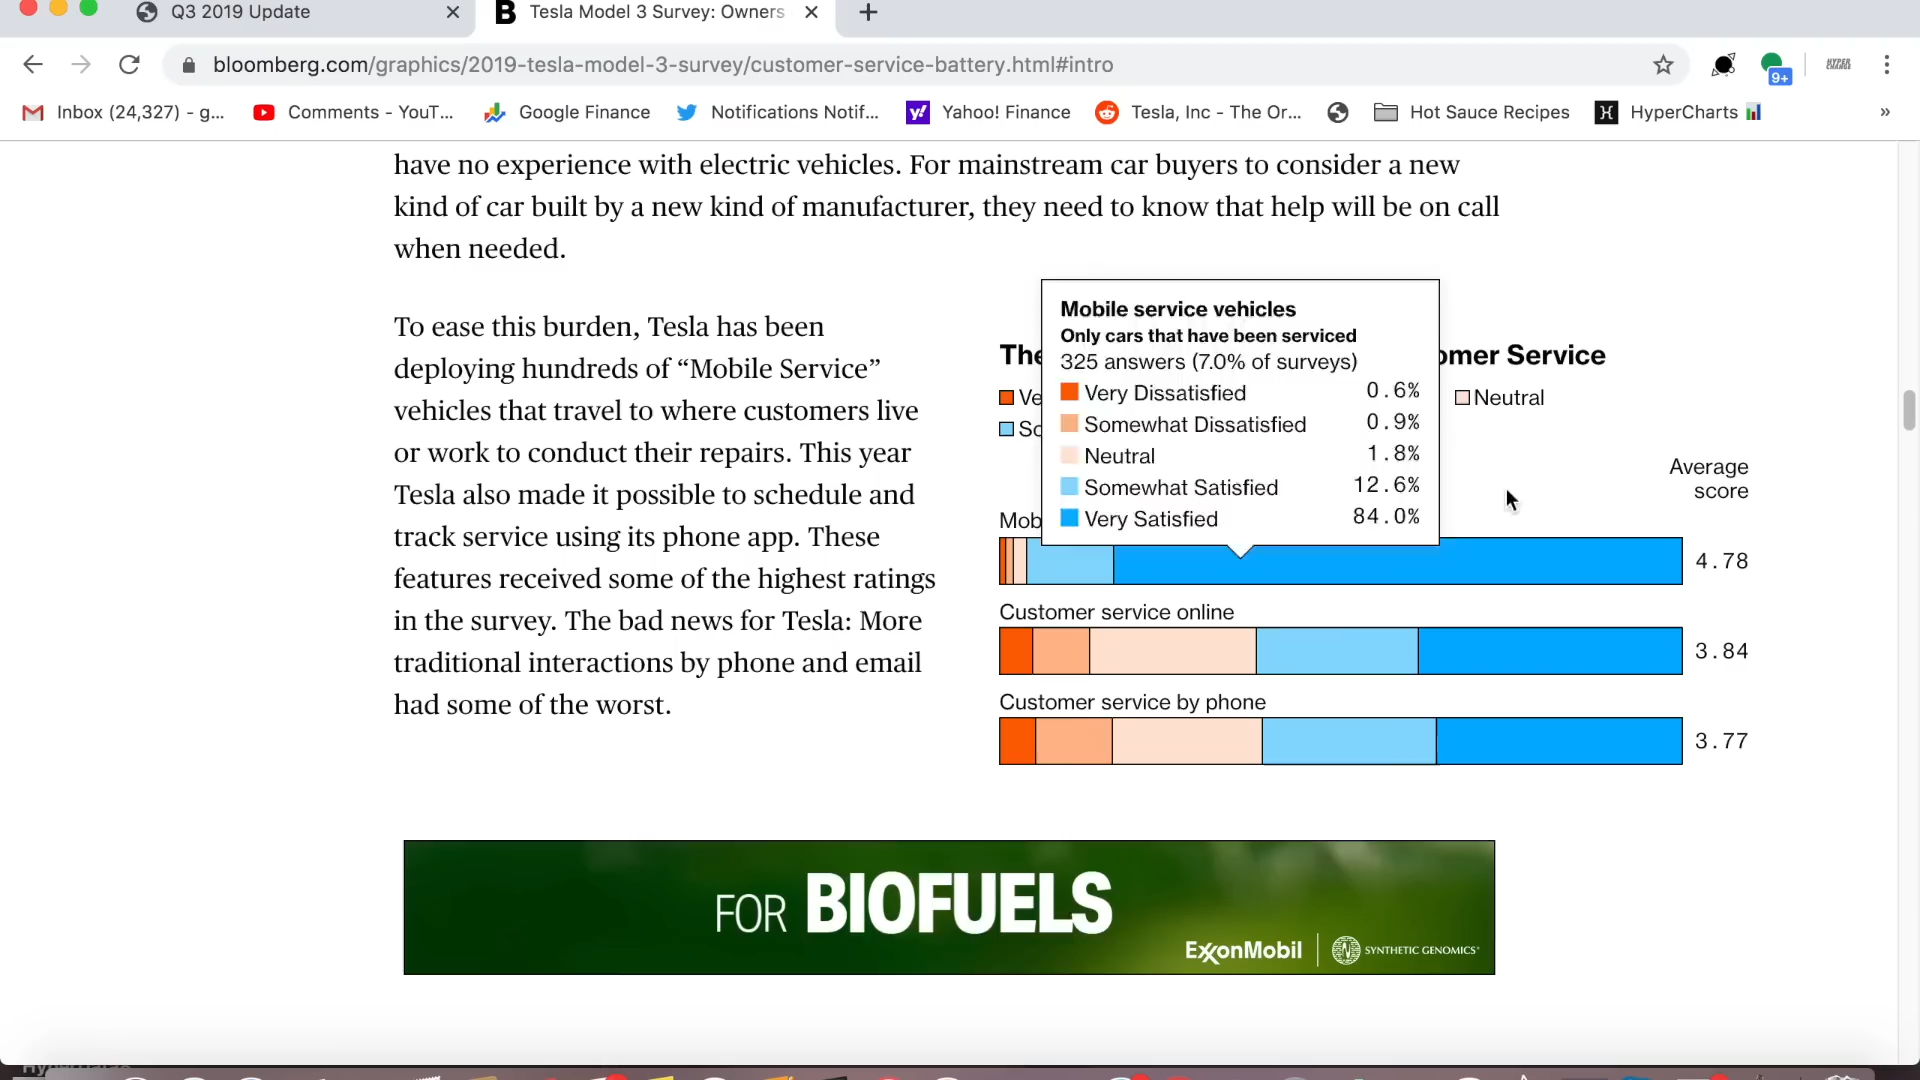 Q3 2019 Update
B Tesla Model 3 Survey: Owners
bloomberg.com/graphics/2019-tesla-model-3-survey/customer-service-battery.html#intro
9+
HYPER
Inbox (24,327) - g...
Comments - YouT...
Google Finance
Notifications Notif...
Yahoo! Finance
Tesla, Inc - The Or...
Hot Sauce Recipes
HyperCharts
»
have no experience with electric vehicles. For mainstream car buyers to consider a new
kind of car built by a new kind of manufacturer, they need to know that help will be on call
when needed.
To ease this burden, Tesla has been
deploying hundreds of “Mobile Service”
vehicles that travel to where customers live
or work to conduct their repairs. This year
Tesla also made it possible to schedule and
track service using its phone app. These
features received some of the highest ratings
in the survey. The bad news for Tesla: More
traditional interactions by phone and email
had some of the worst.
The
omer Service
Ve
Neutral
So
Mobile service vehicles
Only cars that have been serviced
325 answers (7.0% of surveys)
Very Dissatisfied 0.6%
Somewhat Dissatisfied 0.9%
Neutral 1.8%
Somewhat Satisfied 12.6%
Very Satisfied 84.0%
Average
score
Mob
4.78
Customer service online
3.84
Customer service by phone
3.77
FOR BIOFUELS
ExxonMobil
SYNTHETIC GENOMICS